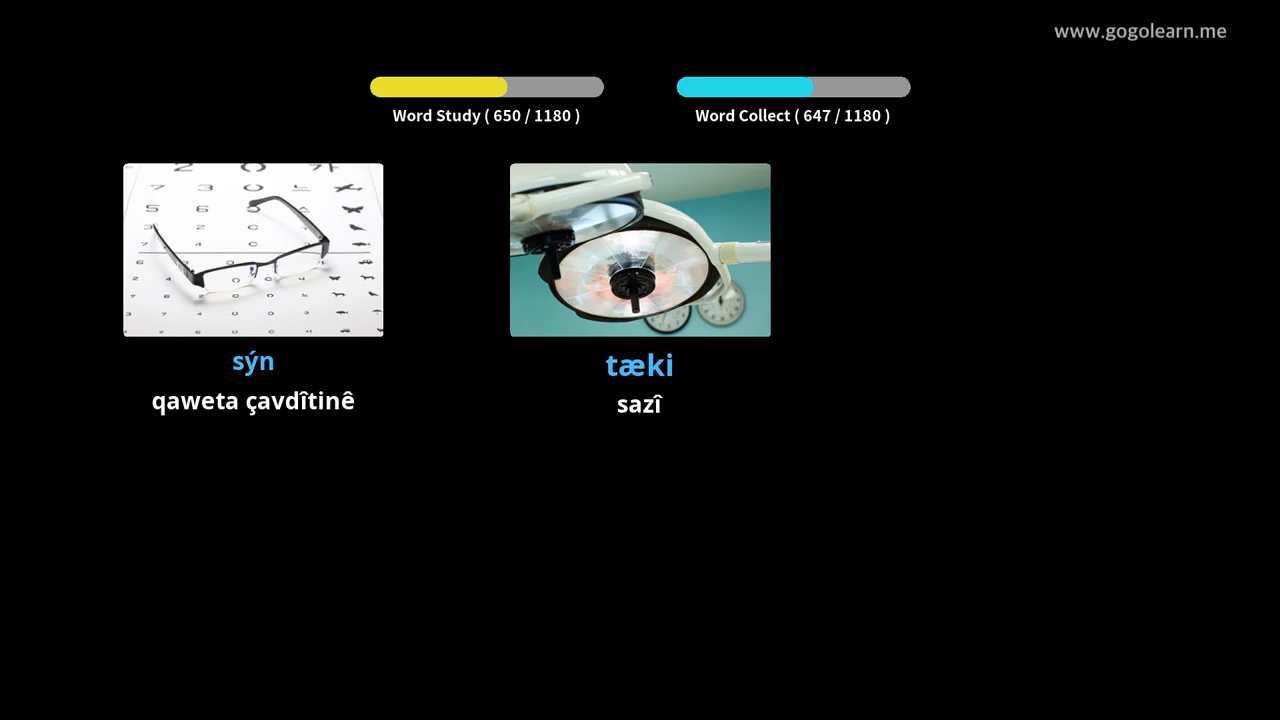 www.gogolearn.me
Word Study ( 650 / 1180 )
Word Collect ( 647 / 1180 )
sýn
qaweta çavdîtinê
tæki
sazî